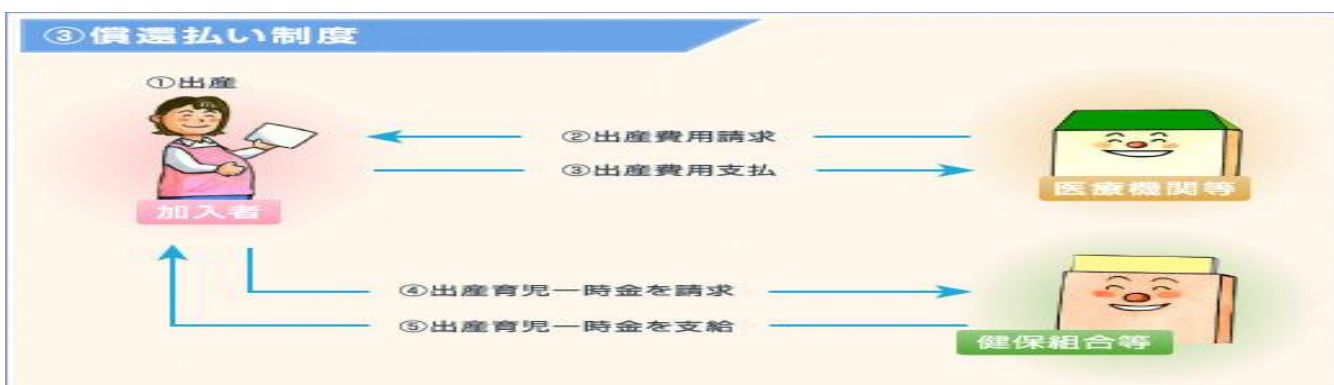 ③償還払い制度
①出産
②出産費用請求
③出産費用支払
医療機関等
加入者
④出産育児一時金を請求
⑤出産育児一時金を支給
健保組合等